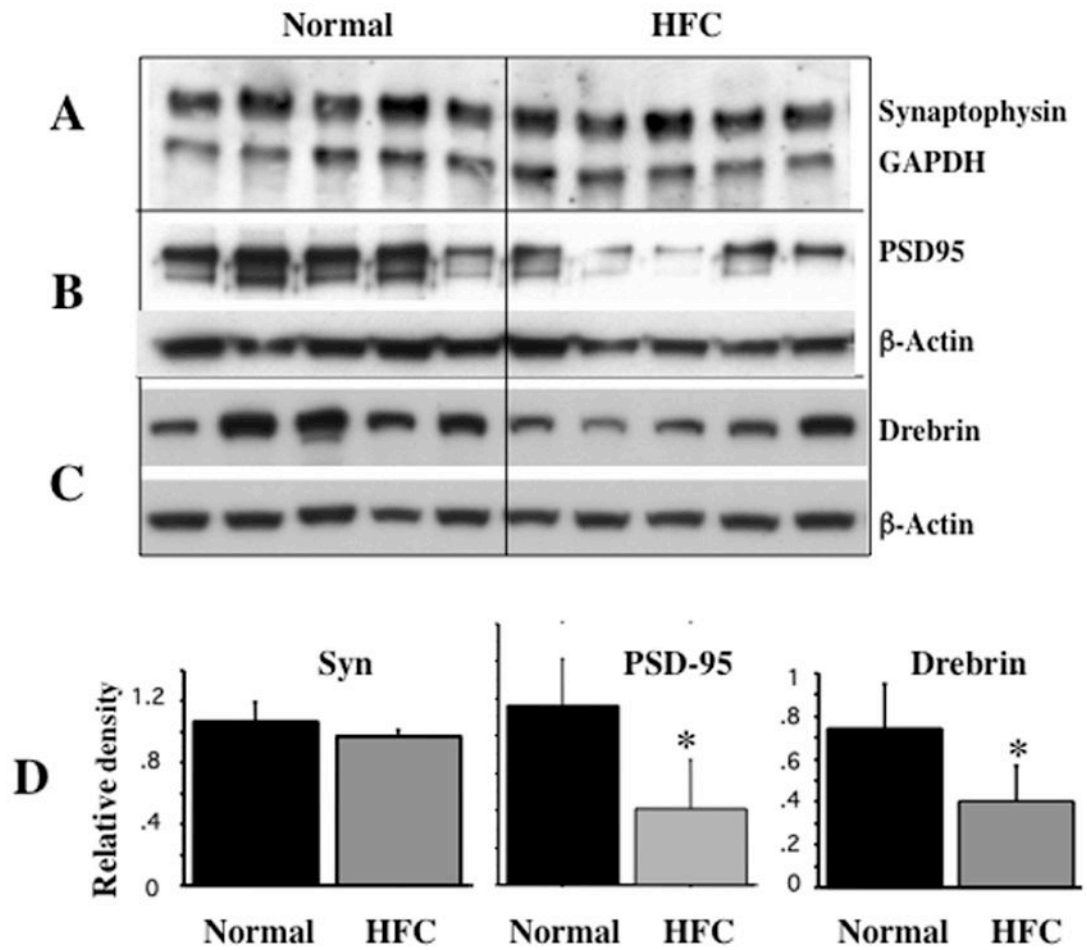 Normal HFC
A Synaptophysin
GAPDH
B PSD95
β-Actin
C Drebrin
β-Actin
D Relative density
Syn
1.2
.8
.4
0
Normal HFC
PSD-95
*
Normal HFC
Drebrin
1
.8
.6
.4
.2
0
*
Normal HFC